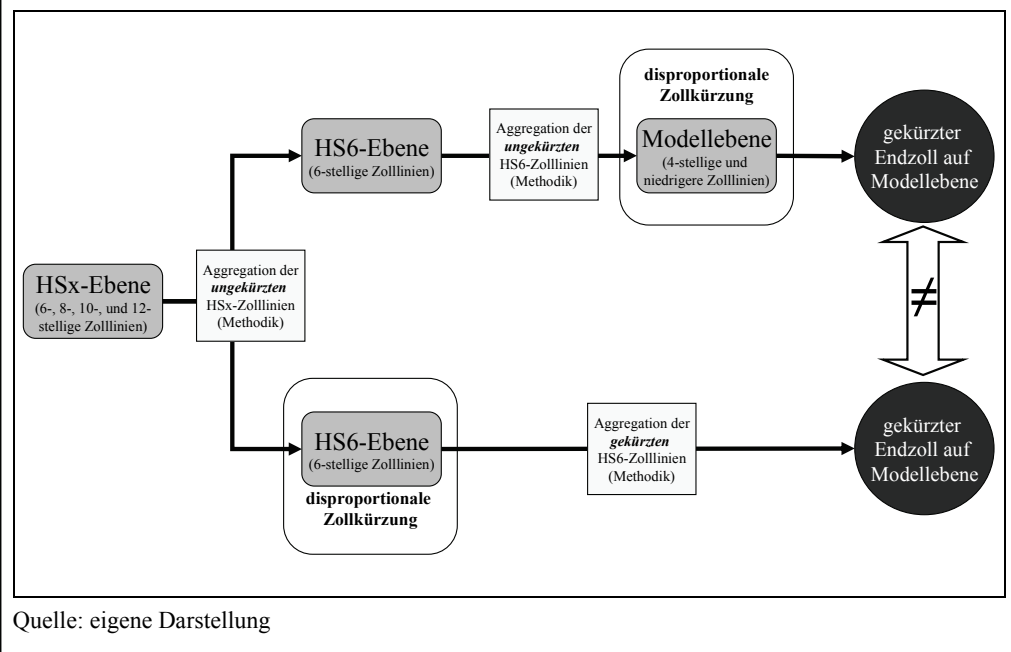 disproportionale
Zollkürzung
HS6-Ebene
(6-stellige Zolllinien)
Aggregation der
ungekürzten
HS6-Zolllinien
(Methodik)
Modellebene
(4-stellige und
niedrigere Zolllinien)
gekürzter
Endzoll auf
Modellebene
HSx-Ebene
(6-, 8-, 10-, und 12-
stellige Zolllinien)
Aggregation der
ungekürzten
HSx-Zolllinien
(Methodik)
≠
HS6-Ebene
(6-stellige Zolllinien)
disproportionale
Zollkürzung
Aggregation der
gekürzten
HS6-Zolllinien
(Methodik)
gekürzter
Endzoll auf
Modellebene
Quelle: eigene Darstellung